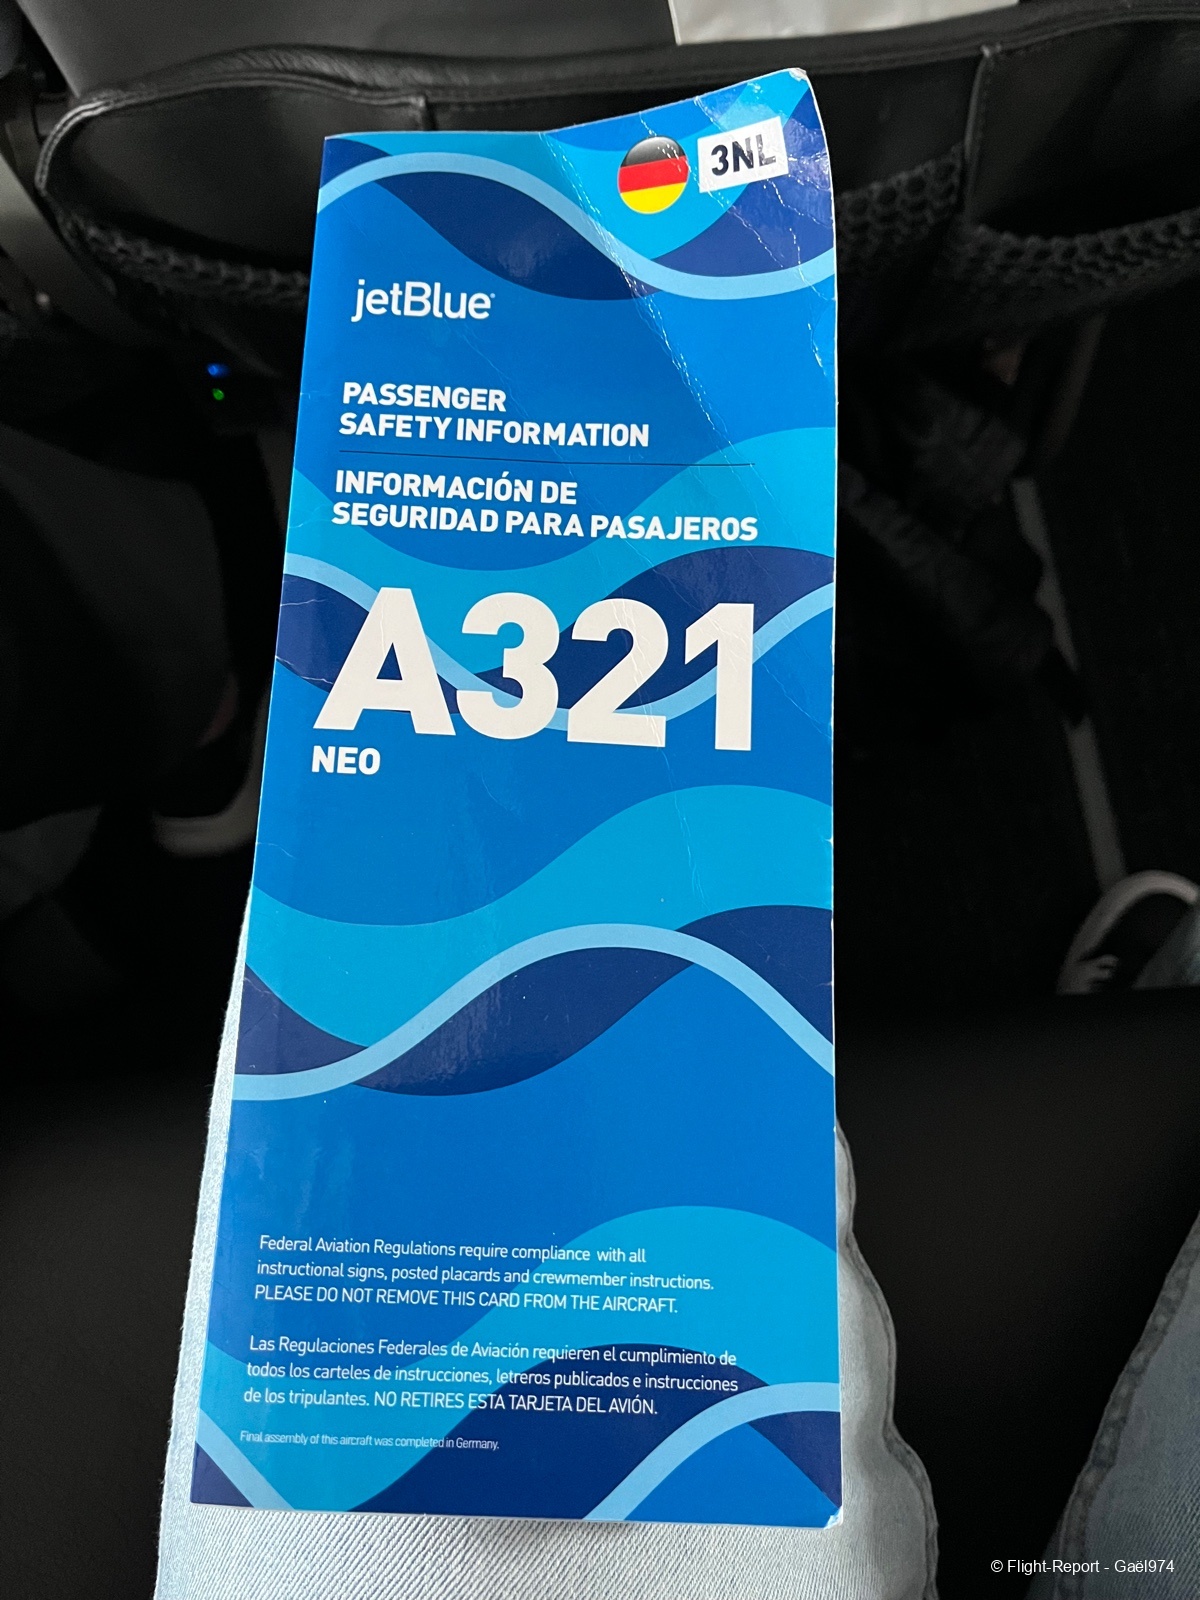 3NL
jetBlue®
PASSENGER
SAFETY INFORMATION
INFORMACIÓN DE
SEGURIDAD PARA PASAJEROS
A321
NEO
Federal Aviation Regulations require compliance with all
instructional signs, posted placards and crewmember instructions.
PLEASE DO NOT REMOVE THIS CARD FROM THE AIRCRAFT.
Las Regulaciones Federales de Aviación requieren el cumplimiento de
todos los carteles de instrucciones, letreros publicados e instrucciones
de los tripulantes. NO RETIRES ESTA TARJETA DEL AVIÓN.
Final assembly of this aircraft was completed in Germany.
© Flight-Report - Gaël974